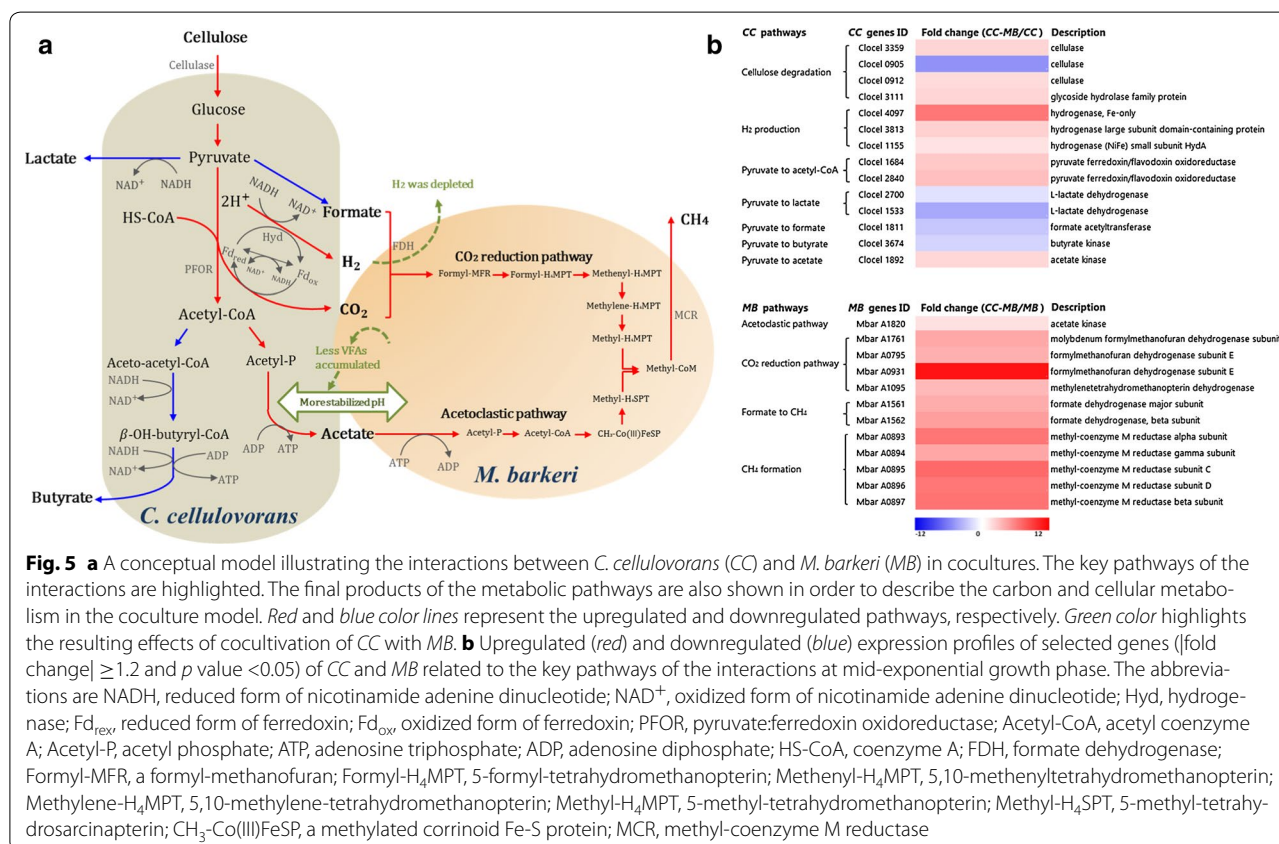 a
Cellulose
Cellulase
Glucose
Lactate
Pyruvate
NAD+
NADH
2H+
NADH
NAD+
Formate
H₂ was depleted
HS-CoA
Hyd
Fdred
NAD+
NADH
Fdox
PFOR
H₂
FDH
CO₂
CH4
CO₂ reduction pathway
Formyl-MFR
Formyl-H₄MPT
Methenyl-H₄MPT
Methylene-H₄MPT
Methyl-H₄MPT
MCR
Methyl-CoM
Methyl-H₄SPT
Acetyl-CoA
Less VFAs
accumulated
Aceto-acetyl-CoA
Acetyl-P
NADH
NAD+
More stabilized pH
Acetoclastic pathway
β-OH-butyryl-CoA
ADP
ATP
Acetate
Acetyl-P
Acetyl-CoA
CH₃-Co(III)FeSP
NADH
ADP
NAD+
ATP
ATP
ADP
Butyrate
C. cellulovorans
M. barkeri
b
CC pathways CC genes ID Fold change (CC-MB/CC) Description
Cellulose degradation
Clocel 3359 cellulase
Clocel 0905 cellulase
Clocel 0912 cellulase
Clocel 3111 glycoside hydrolase family protein
H₂ production
Clocel 4097 hydrogenase, Fe-only
Clocel 3813 hydrogenase large subunit domain-containing protein
Clocel 1155 hydrogenase (NiFe) small subunit HydA
Pyruvate to acetyl-CoA
Clocel 1684 pyruvate ferredoxin/flavodoxin oxidoreductase
Clocel 2840 pyruvate ferredoxin/flavodoxin oxidoreductase
Pyruvate to lactate
Clocel 2700 L-lactate dehydrogenase
Clocel 1533 L-lactate dehydrogenase
Pyruvate to formate Clocel 1811 formate acetyltransferase
Pyruvate to butyrate Clocel 3674 butyrate kinase
Pyruvate to acetate Clocel 1892 acetate kinase
MB pathways MB genes ID Fold change (CC-MB/MB) Description
Acetoclastic pathway Mbar A1820 acetate kinase
CO₂ reduction pathway
Mbar A1761 molybdenum formylmethanofuran dehydrogenase subunit
Mbar A0795 formylmethanofuran dehydrogenase subunit E
Mbar A0931 formylmethanofuran dehydrogenase subunit E
Mbar A1095 methylenetetrahydromethanopterin dehydrogenase
Formate to CH₄
Mbar A1561 formate dehydrogenase major subunit
Mbar A1562 formate dehydrogenase, beta subunit
CH₄ formation
Mbar A0893 methyl-coenzyme M reductase alpha subunit
Mbar A0894 methyl-coenzyme M reductase gamma subunit
Mbar A0895 methyl-coenzyme M reductase subunit C
Mbar A0896 methyl-coenzyme M reductase subunit D
Mbar A0897 methyl-coenzyme M reductase beta subunit
-12 0 12
Fig. 5 a A conceptual model illustrating the interactions between C. cellulovorans (CC) and M. barkeri (MB) in cocultures. The key pathways of the
interactions are highlighted. The final products of the metabolic pathways are also shown in order to describe the carbon and cellular metabo-
lism in the coculture model. Red and blue color lines represent the upregulated and downregulated pathways, respectively. Green color highlights
the resulting effects of cocultivation of CC with MB. b Upregulated (red) and downregulated (blue) expression profiles of selected genes (|fold
change| ≥1.2 and p value <0.05) of CC and MB related to the key pathways of the interactions at mid-exponential growth phase. The abbrevia-
tions are NADH, reduced form of nicotinamide adenine dinucleotide; NAD+, oxidized form of nicotinamide adenine dinucleotide; Hyd, hydroge-
nase; Fdrex, reduced form of ferredoxin; Fdox, oxidized form of ferredoxin; PFOR, pyruvate:ferredoxin oxidoreductase; Acetyl-CoA, acetyl coenzyme
A; Acetyl-P, acetyl phosphate; ATP, adenosine triphosphate; ADP, adenosine diphosphate; HS-CoA, coenzyme A; FDH, formate dehydrogenase;
Formyl-MFR, a formyl-methanofuran; Formyl-H₄MPT, 5-formyl-tetrahydromethanopterin; Methenyl-H₄MPT, 5,10-methenyltetrahydromethanopterin;
Methylene-H₄MPT, 5,10-methylene-tetrahydromethanopterin; Methyl-H₄MPT, 5-methyl-tetrahydromethanopterin; Methyl-H₄SPT, 5-methyl-tetrahy-
drosarcinapterin; CH₃-Co(III)FeSP, a methylated corrinoid Fe-S protein; MCR, methyl-coenzyme M reductase